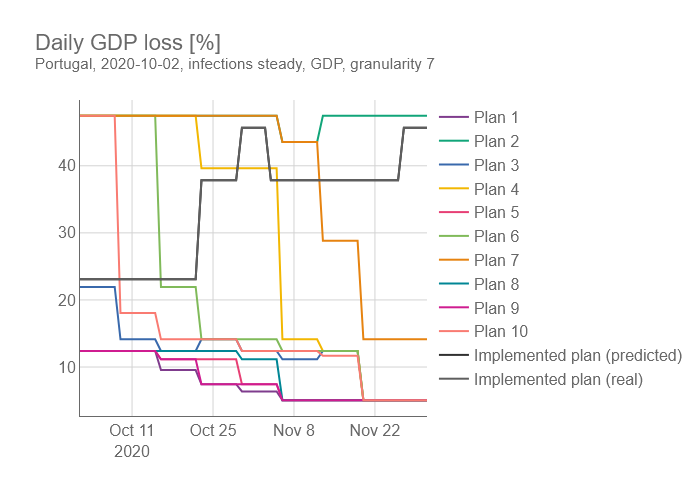 Daily GDP loss [%]
Portugal, 2020-10-02, infections steady, GDP, granularity 7
40
30
20
10
Oct 11
2020
Oct 25
Nov 8
Nov 22
Plan 1
Plan 2
Plan 3
Plan 4
Plan 5
Plan 6
Plan 7
Plan 8
Plan 9
Plan 10
Implemented plan (predicted)
Implemented plan (real)